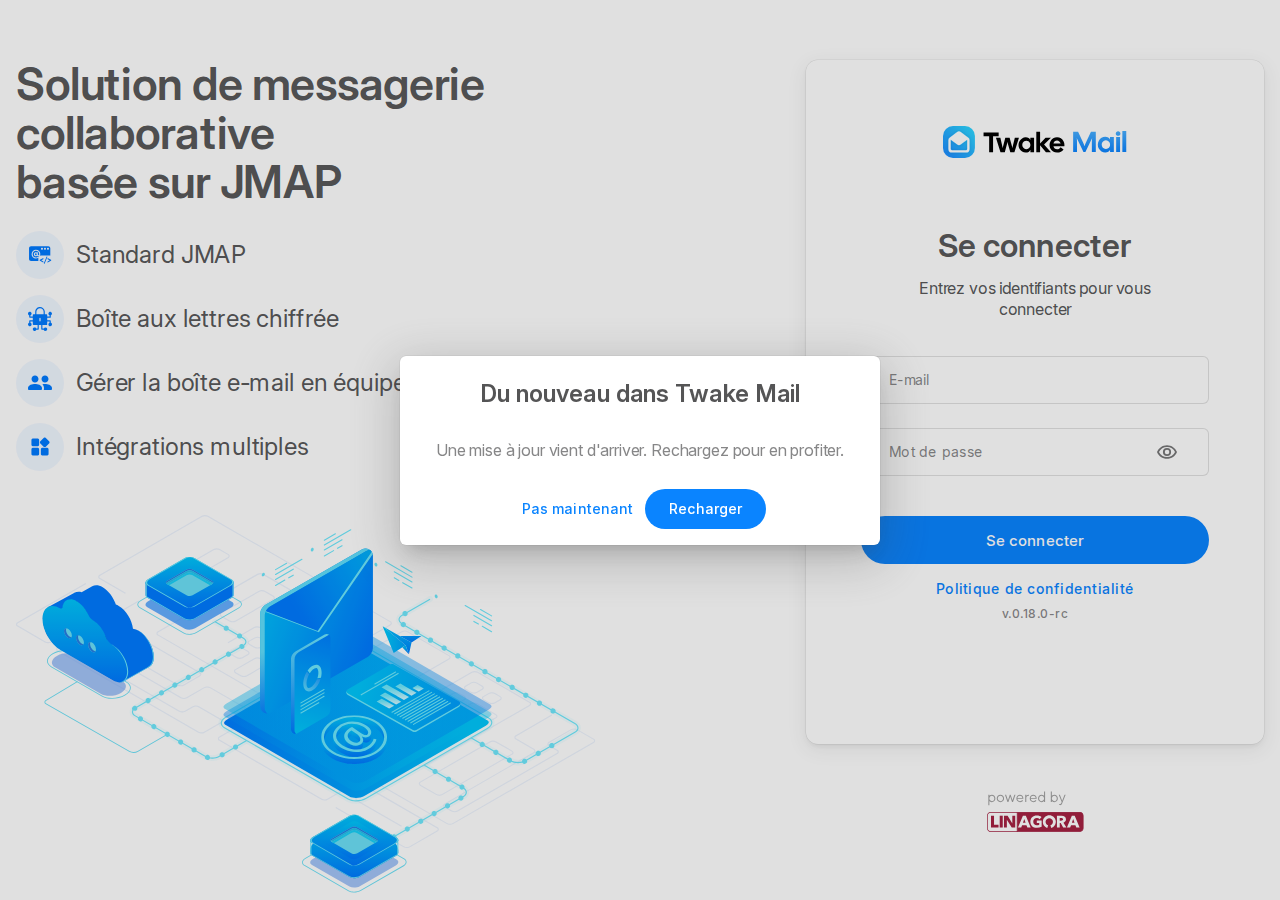 Solution de messagerie
collaborative
basée sur JMAP
Standard JMAP
Boîte aux lettres chiffrée
Gérer la boîte e-mail en équipe
Intégrations multiples
Twake Mail
Se connecter
Entrez vos identifiants pour vous
connecter
E-mail
Mot de passe
Se connecter
Politique de confidentialité
v.0.18.0-rc
powered by
LINAGORA
Du nouveau dans Twake Mail
Une mise à jour vient d'arriver. Rechargez pour en profiter.
Pas maintenant
Recharger